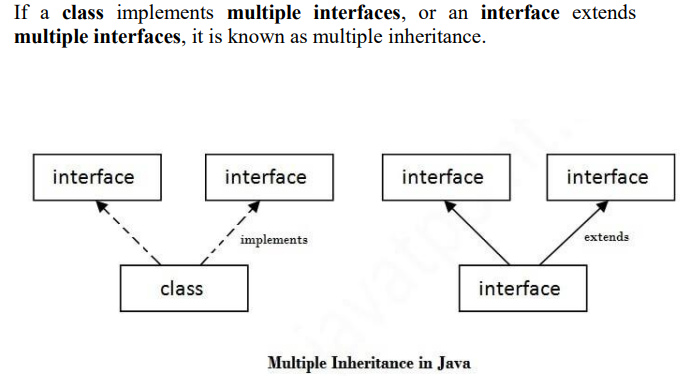 If a class implements multiple interfaces, or an interface extends
multiple interfaces, it is known as multiple inheritance.
interface interface interface interface
implements extends
class interface
Multiple Inheritance in Java